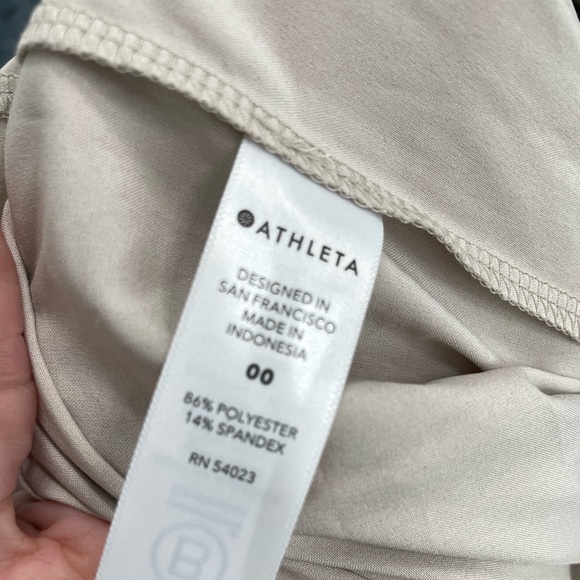 ATHLETA
DESIGNED IN
SAN FRANCISCO
MADE IN
INDONESIA
00
86% POLYESTER
14% SPANDEX
RN 54023
B